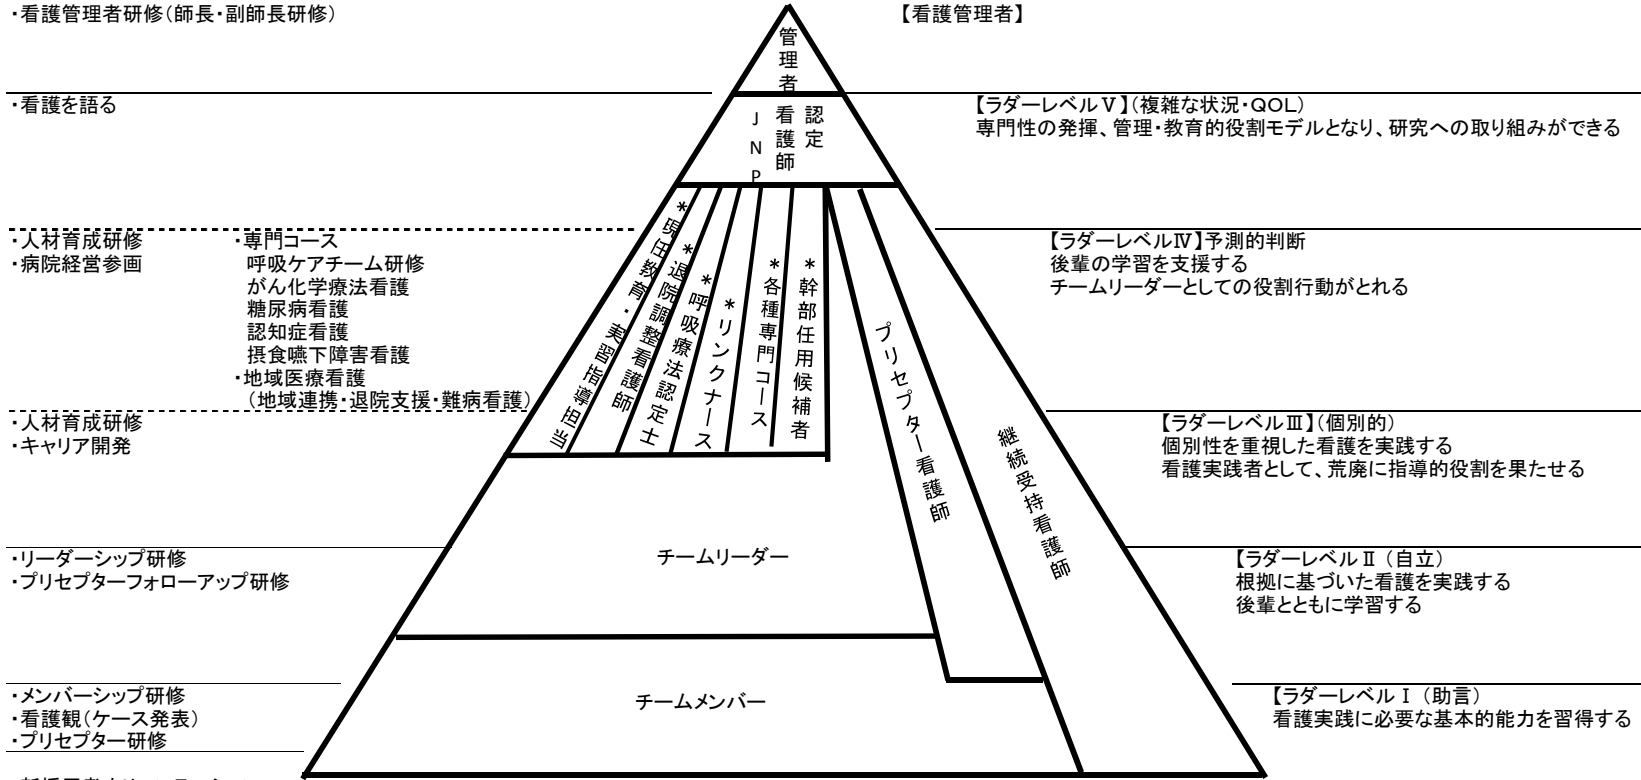 ・看護管理者研修(師長・副師長研修)
【看護管理者】
管理者
・看護を語る
認定
看護師
JNP
【ラダーレベルⅤ】(複雑な状況・QOL)
専門性の発揮、管理・教育的役割モデルとなり、研究への取り組みができる
・人材育成研修
・病院経営参画
・専門コース
呼吸ケアチーム研修
がん化学療法看護
糖尿病看護
認知症看護
摂食嚥下障害看護
・地域医療看護
(地域連携・退院支援・難病看護)
【ラダーレベルⅣ】予測的判断
後輩の学習を支援する
チームリーダーとしての役割行動がとれる
*現任教育・実習指導担当
*退院調整看護師
*呼吸療法認定士
*リンクナース
*各種専門コース
*幹部任用候補者
プリセプター看護師
継続受持看護師
・人材育成研修
・キャリア開発
【ラダーレベルⅢ】(個別的)
個別性を重視した看護を実践する
看護実践者として、荒廃に指導的役割を果たせる
・リーダーシップ研修
・プリセプターフォローアップ研修
チームリーダー
【ラダーレベルⅡ(自立)
根拠に基づいた看護を実践する
後輩とともに学習する
・メンバーシップ研修
・看護観(ケース発表)
・プリセプター研修
チームメンバー
【ラダーレベルⅠ(助言)
看護実践に必要な基本的能力を習得する